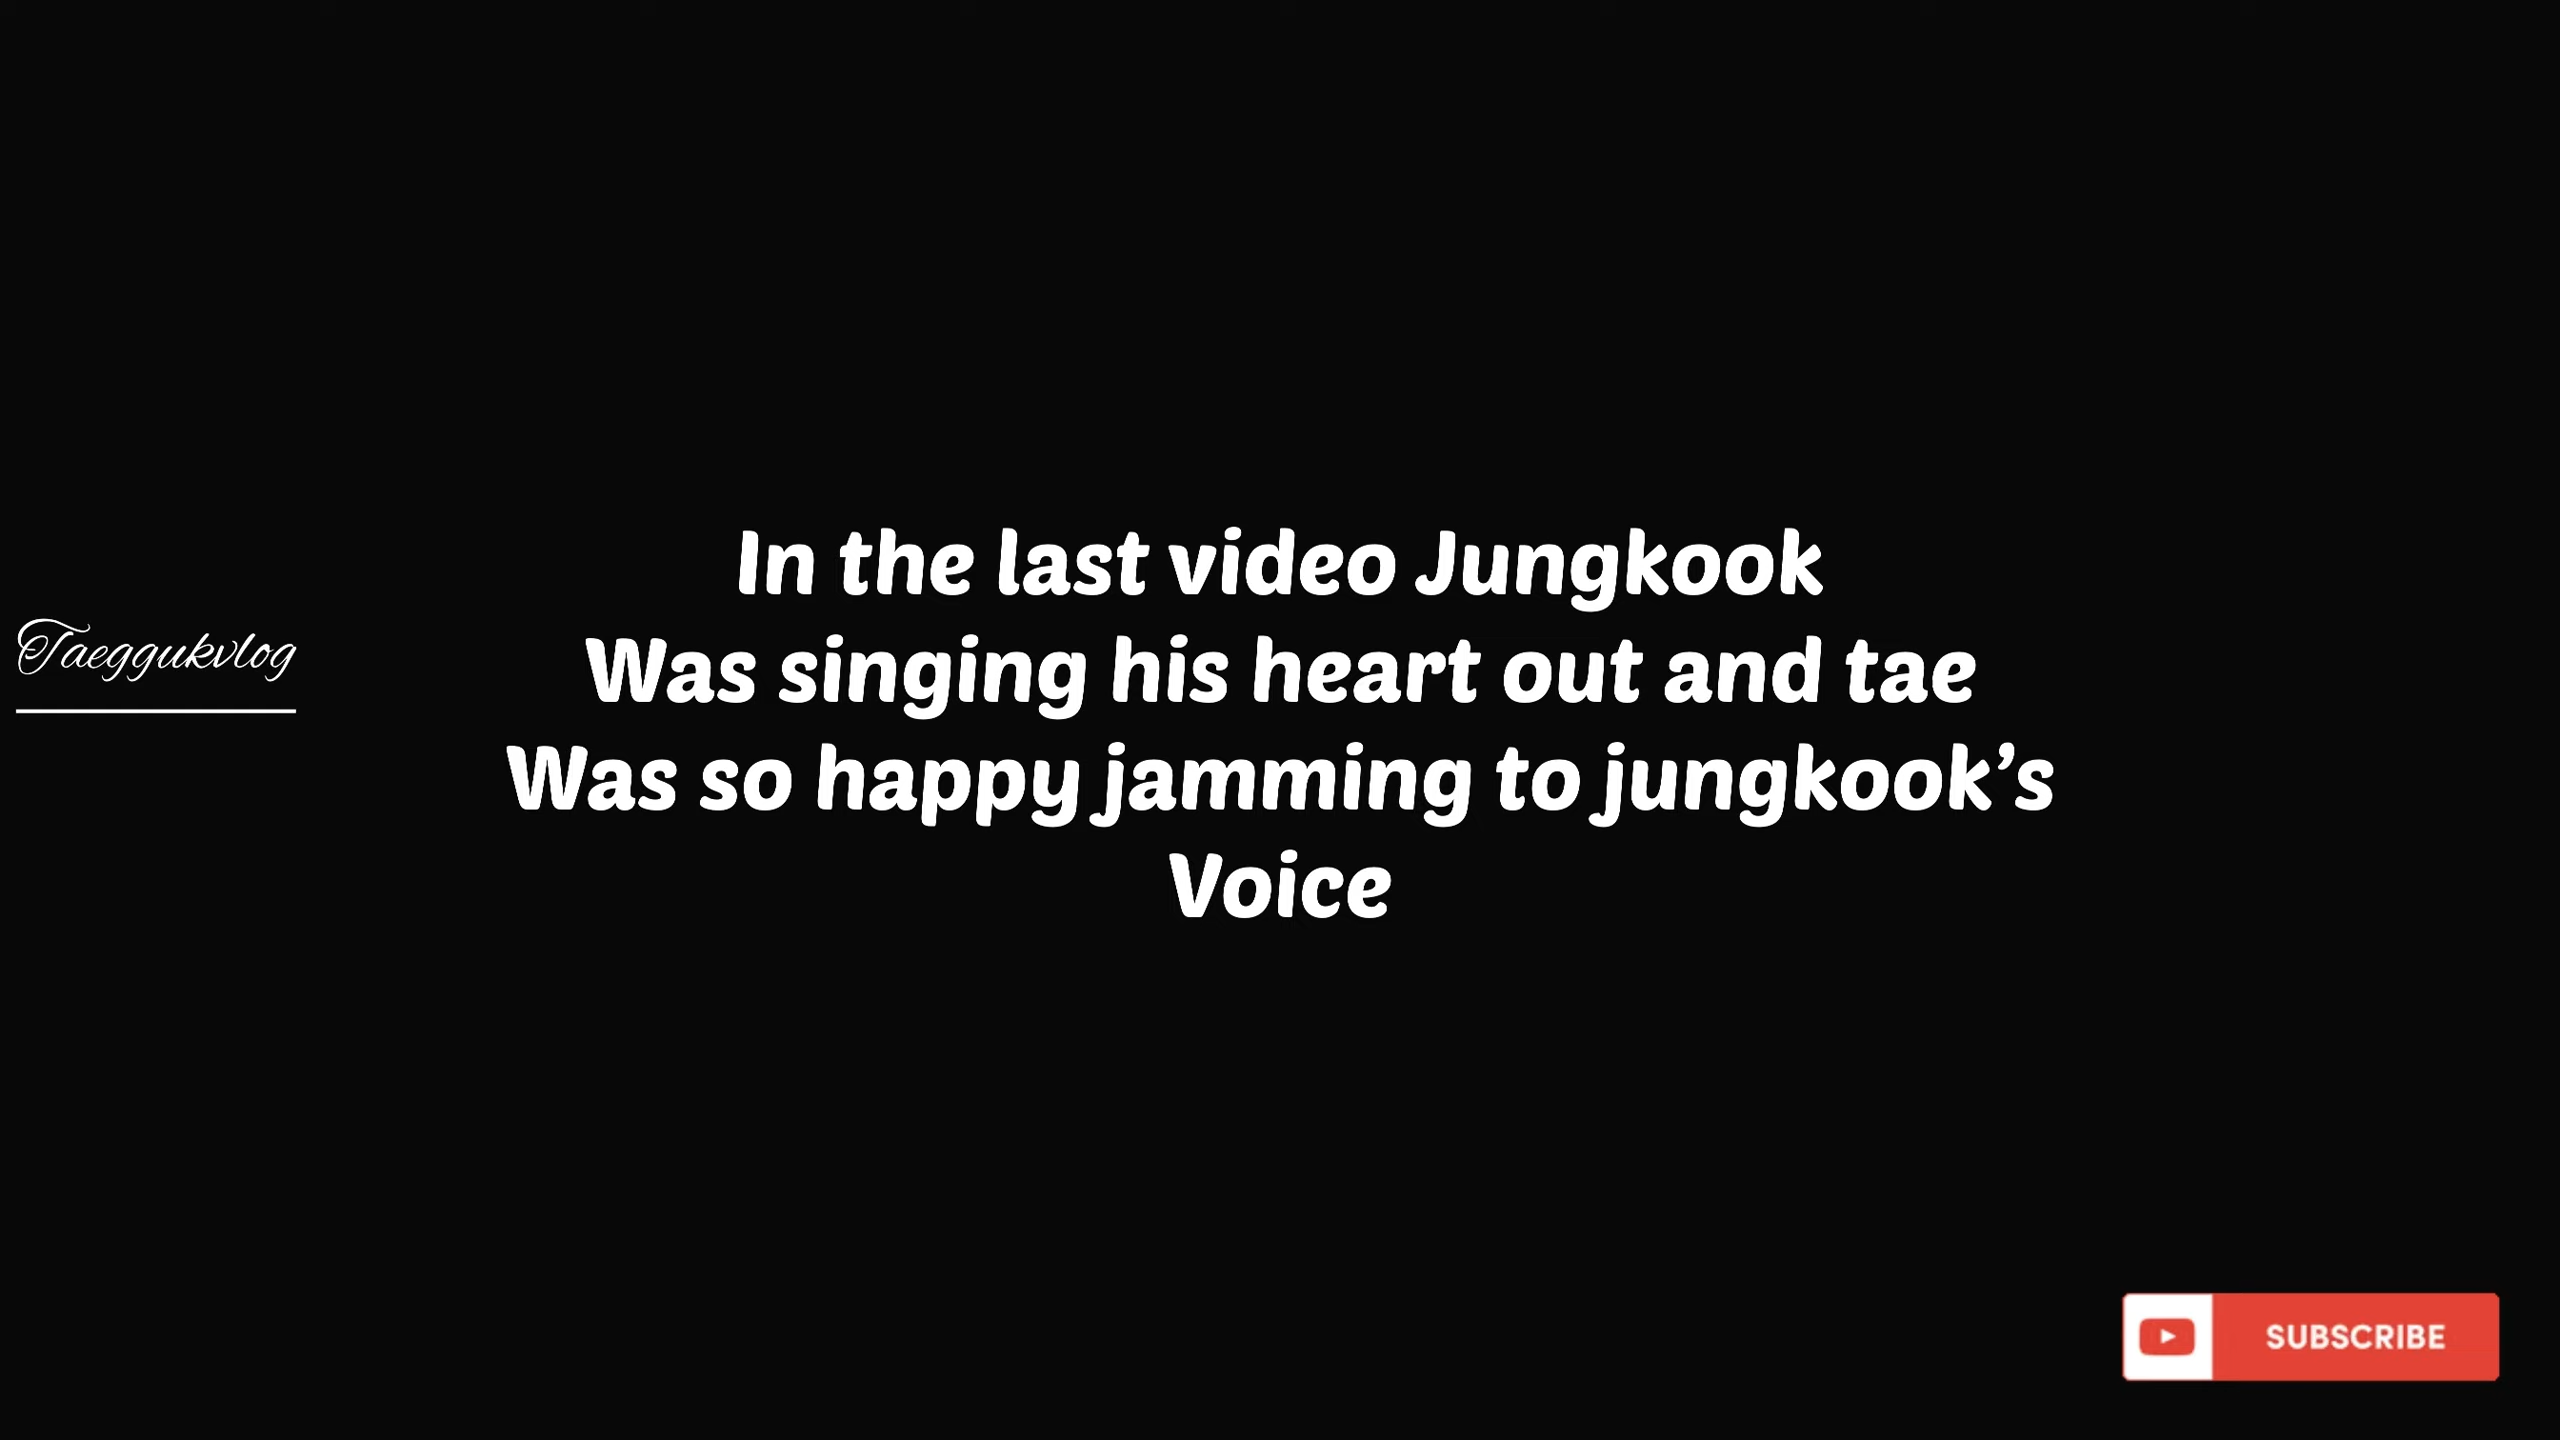 In the last video Jungkook
Was singing his heart out and tae
Taeggukvlog
Was so happy jamming to jungkook’s
Voice
SUBSCRIBE